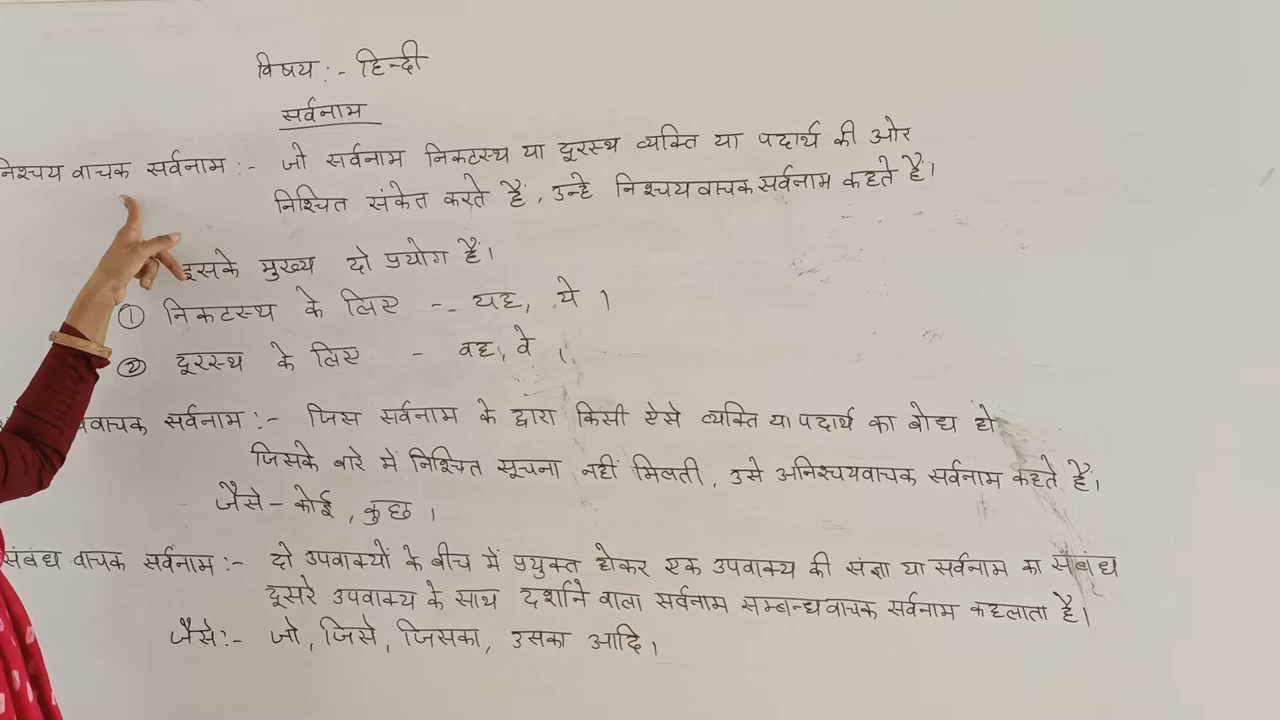 विषय :- हिन्दी
सर्वनाम
निश्चय वाचक सर्वनाम :- जो सर्वनाम निकटस्थ या दूरस्थ व्यक्ति या पदार्थ की ओर
निश्चित संकेत करते हैं, उन्हे निश्चयवाचक सर्वनाम कहते हैं।
इसके मुख्य दो प्रयोग हैं।
① निकटस्थ के लिए -- यह, ये ।
② दूरस्थ के लिए - वह, वे ।
सर्वनाम :- जिस सर्वनाम के द्वारा किसी ऐसे व्यक्ति या पदार्थ का बोध हो
जिसके बारे में निश्चित सूचना नहीं मिलती, उसे अनिश्चयवाचक सर्वनाम कहते हैं।
जैसे - कोई, कुछ ।
संबंध वाचक सर्वनाम :- दो उपवाक्यों के बीच में प्रयुक्त होकर एक उपवाक्य की संज्ञा या सर्वनाम का संबंध
दूसरे उपवाक्य के साथ दर्शाने वाला सर्वनाम सम्बन्धवाचक सर्वनाम कहलाता है।
जैसे:- जो, जिसे, जिसका, उसका आदि।